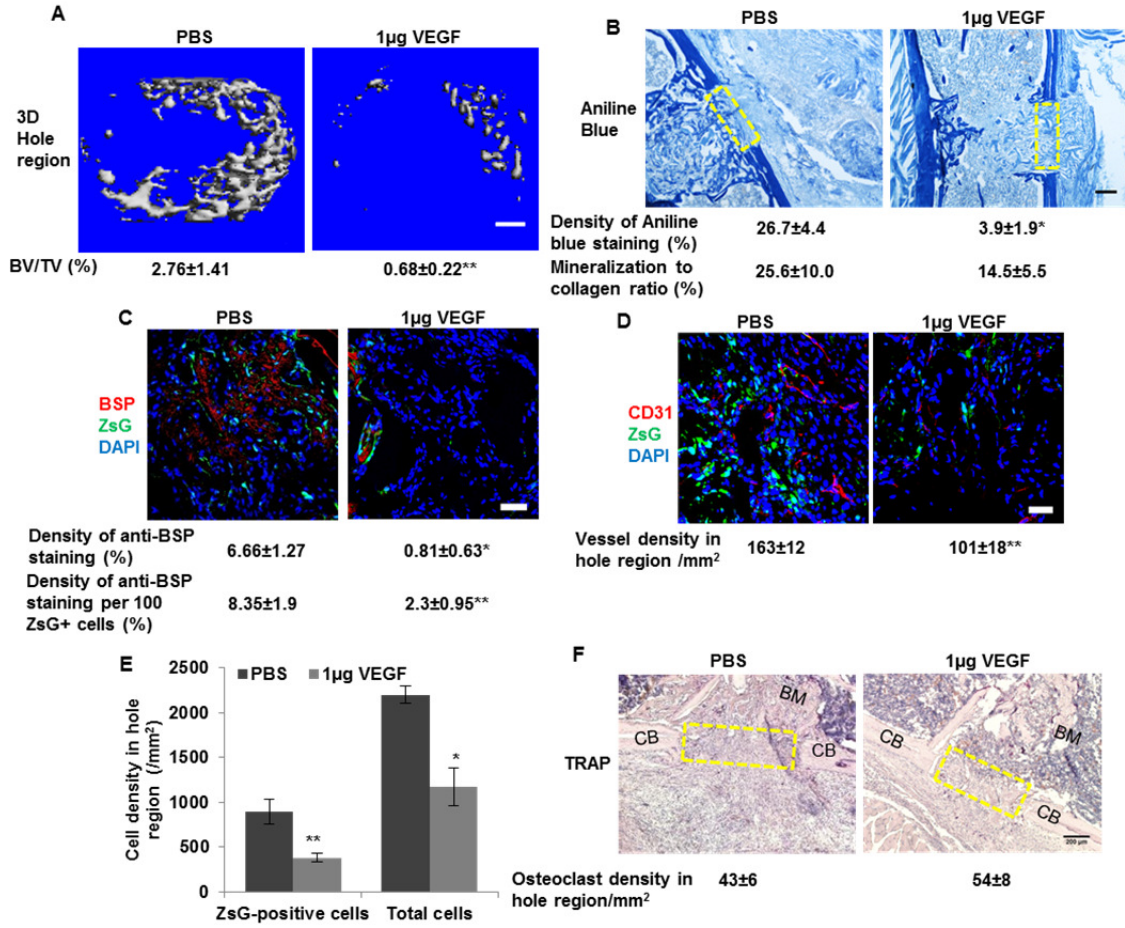 A
PBS
1µg VEGF
3D
Hole
region
BV/TV (%)
2.76±1.41
0.68±0.22**
B
PBS
1µg VEGF
Aniline
Blue
Density of Aniline
blue staining (%)
26.7±4.4
3.9±1.9*
Mineralization to
collagen ratio (%)
25.6±10.0
14.5±5.5
C
PBS
1µg VEGF
BSP
ZsG
DAPI
Density of anti-BSP
staining (%)
6.66±1.27
0.81±0.63*
Density of anti-BSP
staining per 100
ZsG+ cells (%)
8.35±1.9
2.3±0.95**
D
PBS
1µg VEGF
CD31
ZsG
DAPI
Vessel density in
hole region /mm²
163±12
101±18**
E
PBS
1µg VEGF
Cell density in hole
region (/mm²)
2500
2000
1500
1000
500
0
**
*
ZsG-positive cells
Total cells
F
PBS
1µg VEGF
TRAP
BM
CB
CB
BM
CB
CB
200 µm
Osteoclast density in
hole region/mm²
43±6
54±8